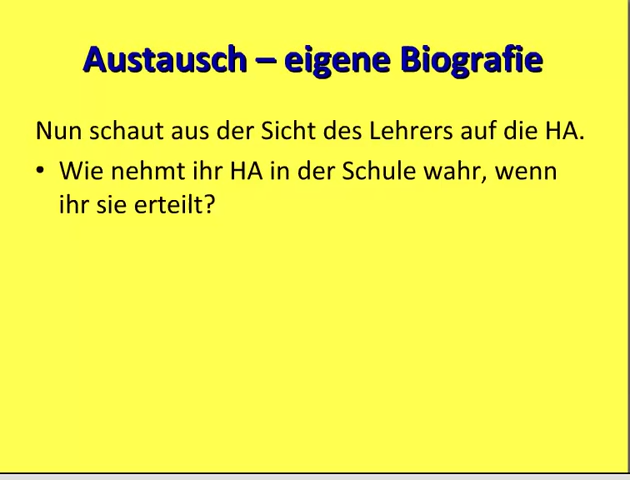 Austausch – eigene Biografie
Nun schaut aus der Sicht des Lehrers auf die HA.
• Wie nehmt ihr HA in der Schule wahr, wenn
ihr sie erteilt?